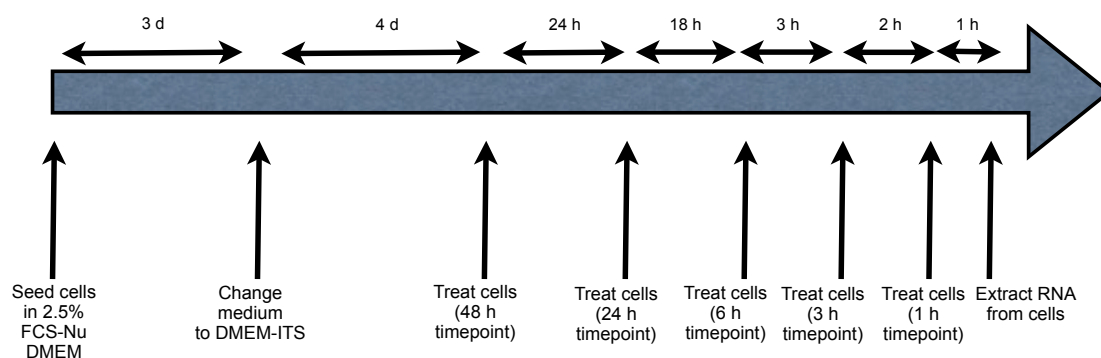 3 d
4 d
24 h
18 h
3 h
2 h
1 h
Seed cells
in 2.5%
FCS-Nu
DMEM
Change
medium
to DMEM-ITS
Treat cells
(48 h
timepoint)
Treat cells
(24 h
timepoint)
Treat cells
(6 h
timepoint)
Treat cells
(3 h
timepoint)
Treat cells
(1 h
timepoint)
Extract RNA
from cells